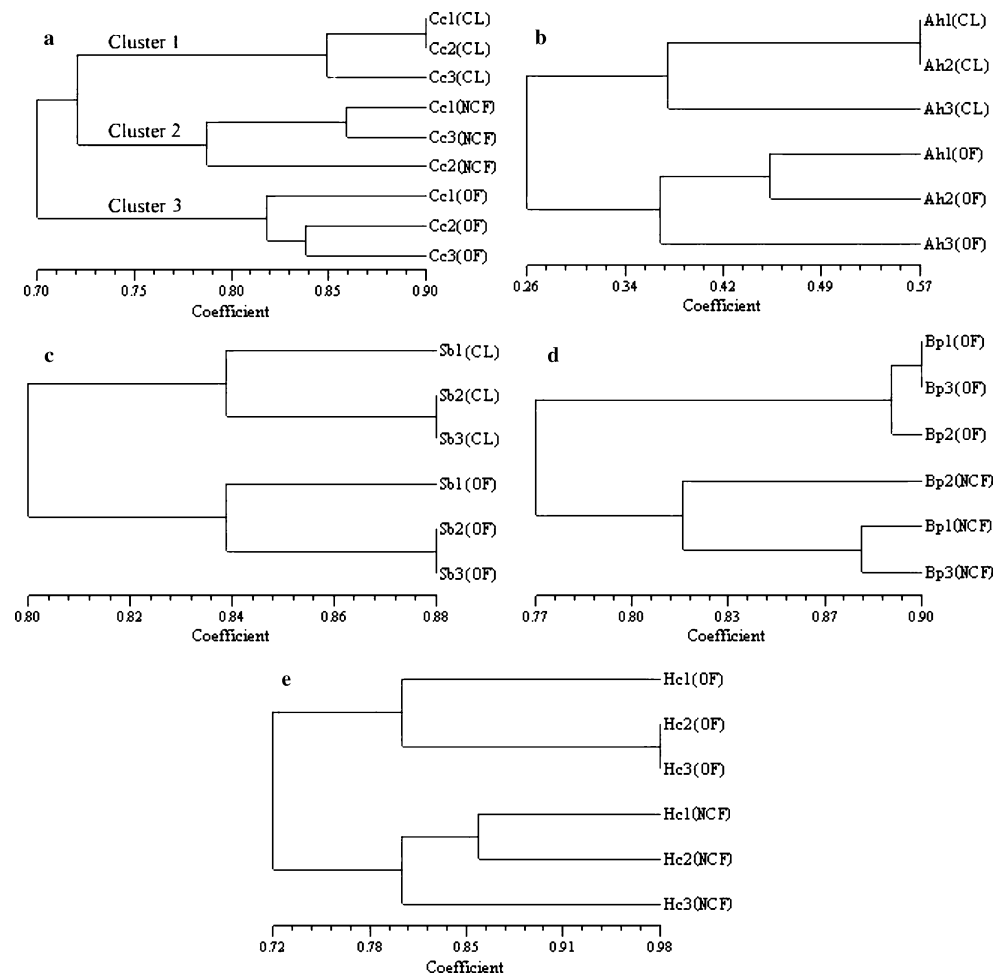 a
Cluster 1
Cluster 2
Cluster 3
Cc1(CL)
Cc2(CL)
Cc3(CL)
Cc1(NCF)
Cc3(NCF)
Cc2(NCF)
Cc1(OF)
Cc2(OF)
Cc3(OF)
0.70 0.75 0.80 0.85 0.90
Coefficient
b
Ah1(CL)
Ah2(CL)
Ah3(CL)
Ah1(OF)
Ah2(OF)
Ah3(OF)
0.26 0.34 0.42 0.49 0.57
Coefficient
c
Sb1(CL)
Sb2(CL)
Sb3(CL)
Sb1(OF)
Sb2(OF)
Sb3(OF)
0.80 0.82 0.84 0.86 0.88
Coefficient
d
Bp1(OF)
Bp3(OF)
Bp2(OF)
Bp2(NCF)
Bp1(NCF)
Bp3(NCF)
0.77 0.80 0.83 0.87 0.90
Coefficient
e
Hc1(OF)
Hc2(OF)
Hc3(OF)
Hc1(NCF)
Hc2(NCF)
Hc3(NCF)
0.72 0.78 0.85 0.91 0.98
Coefficient